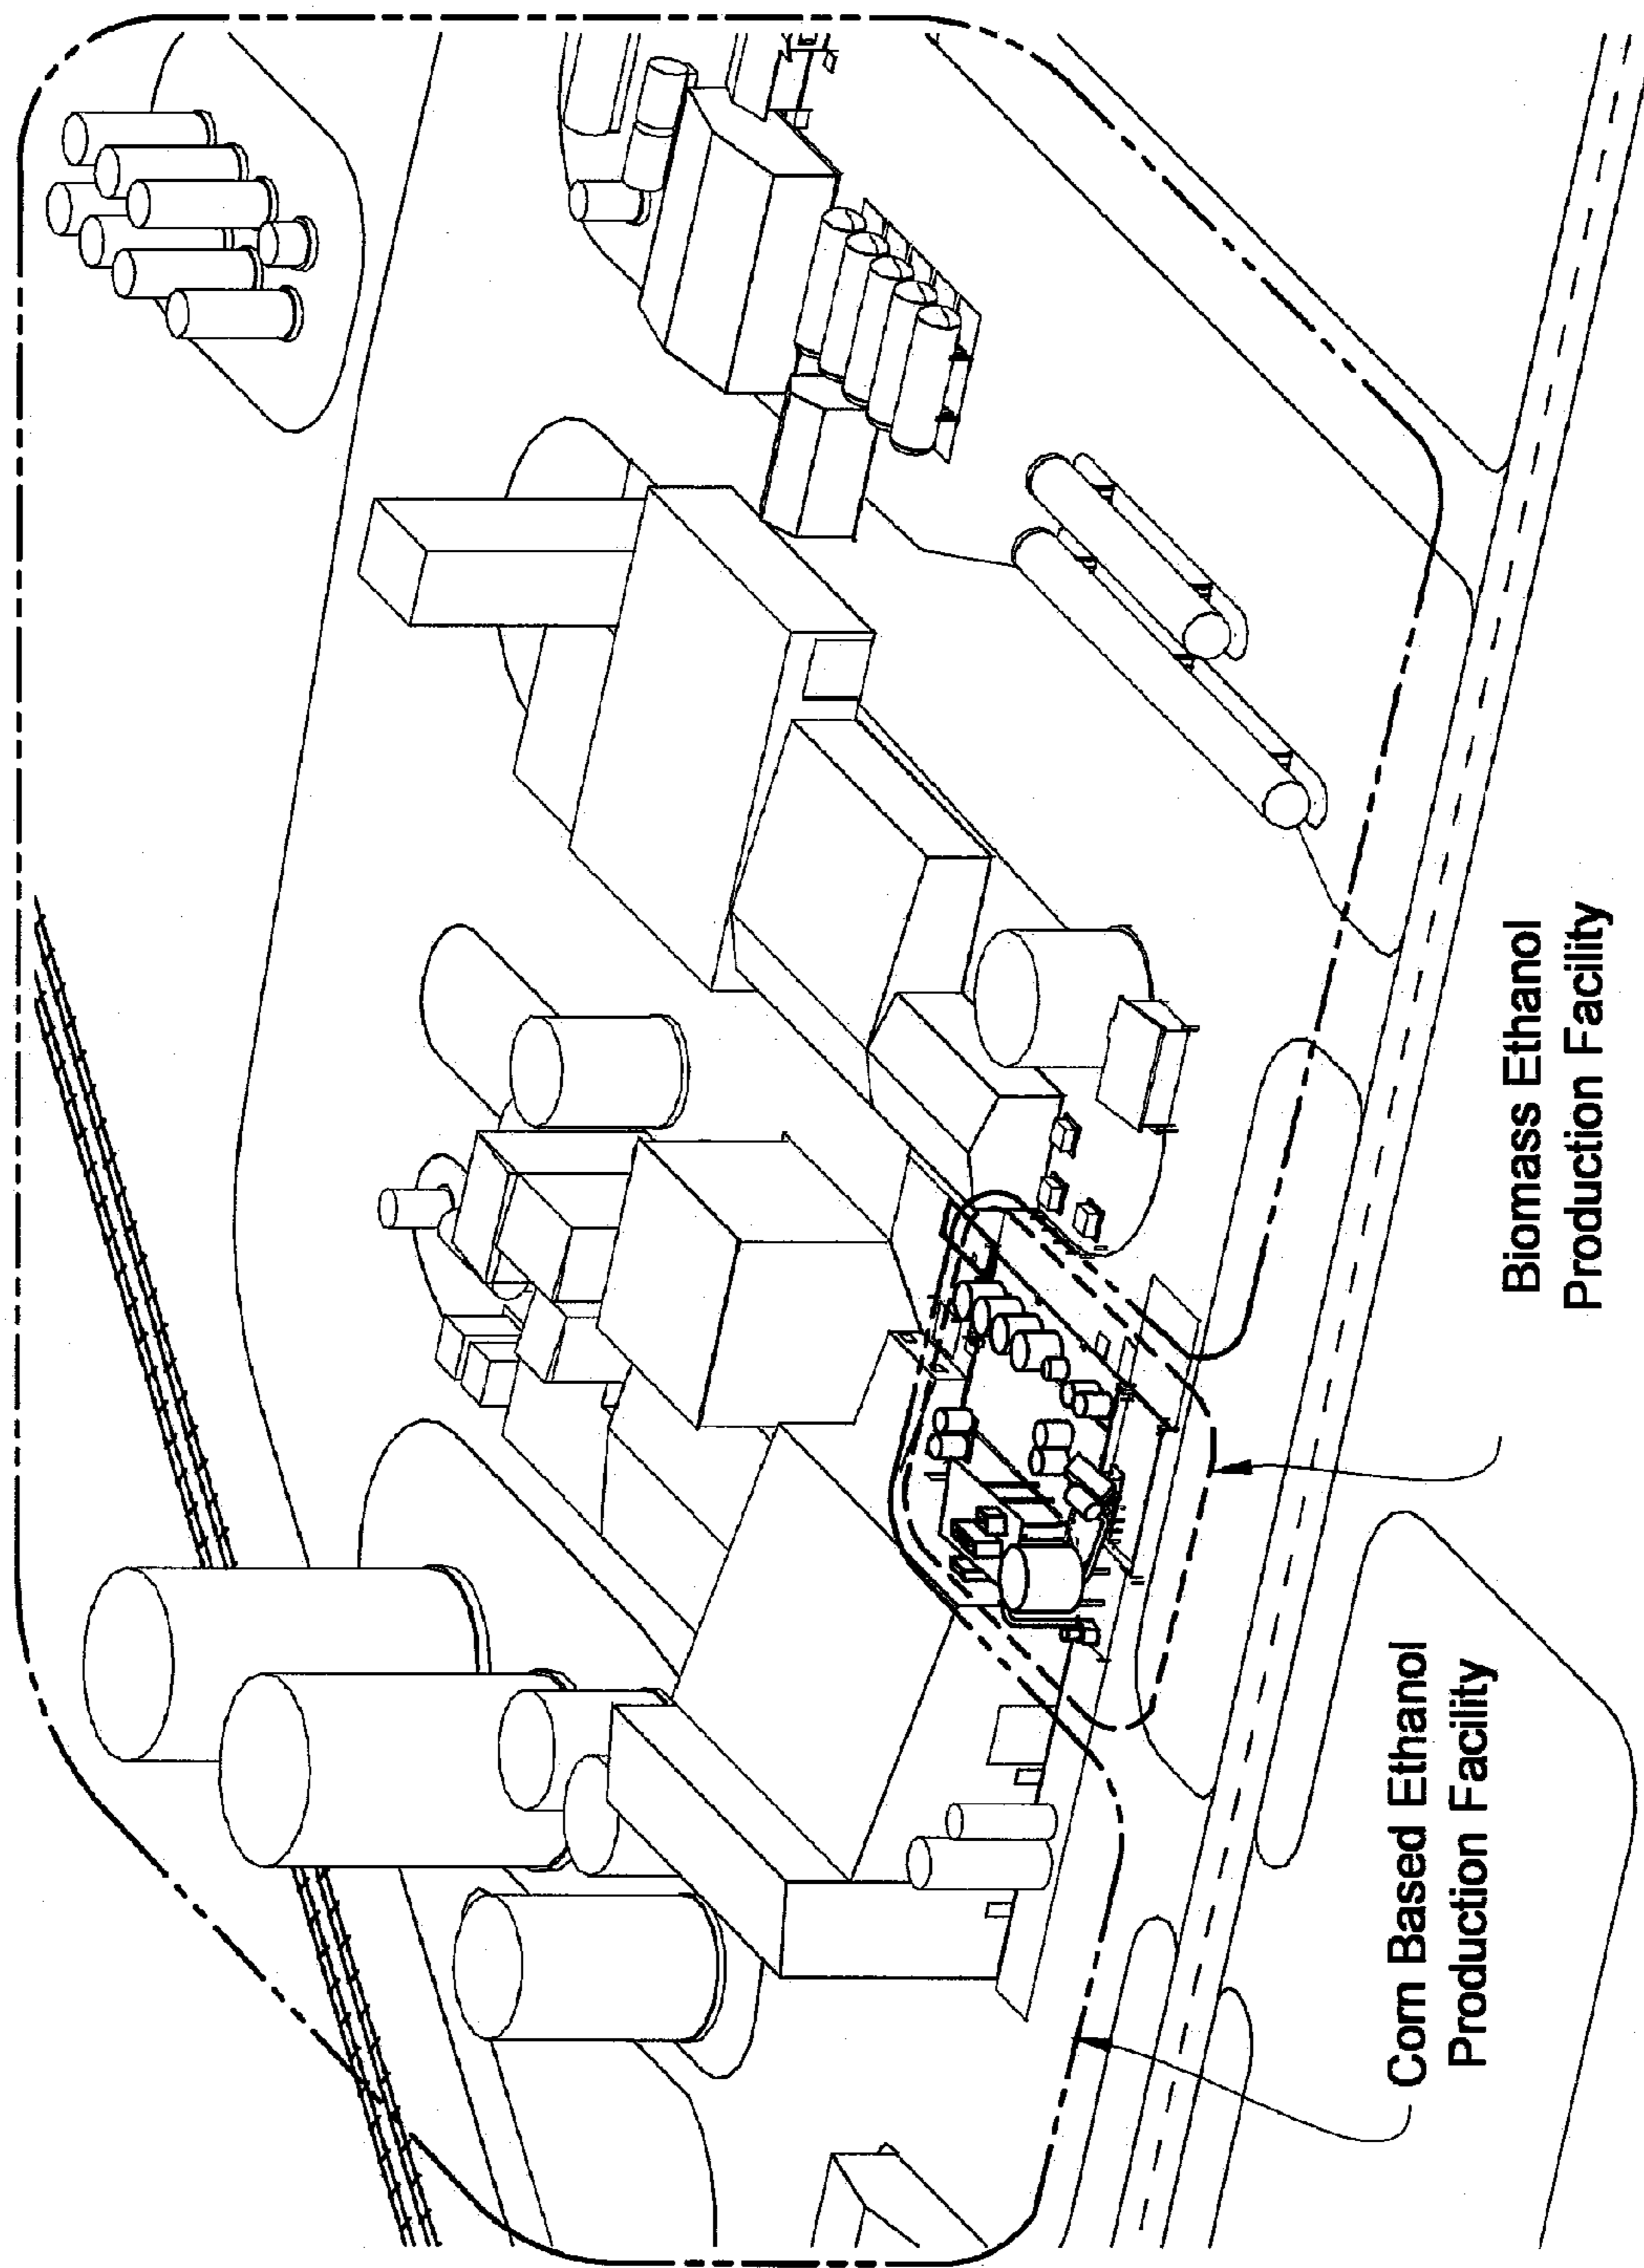 Corn Based Ethanol
Production Facility
Biomass Ethanol
Production Facility